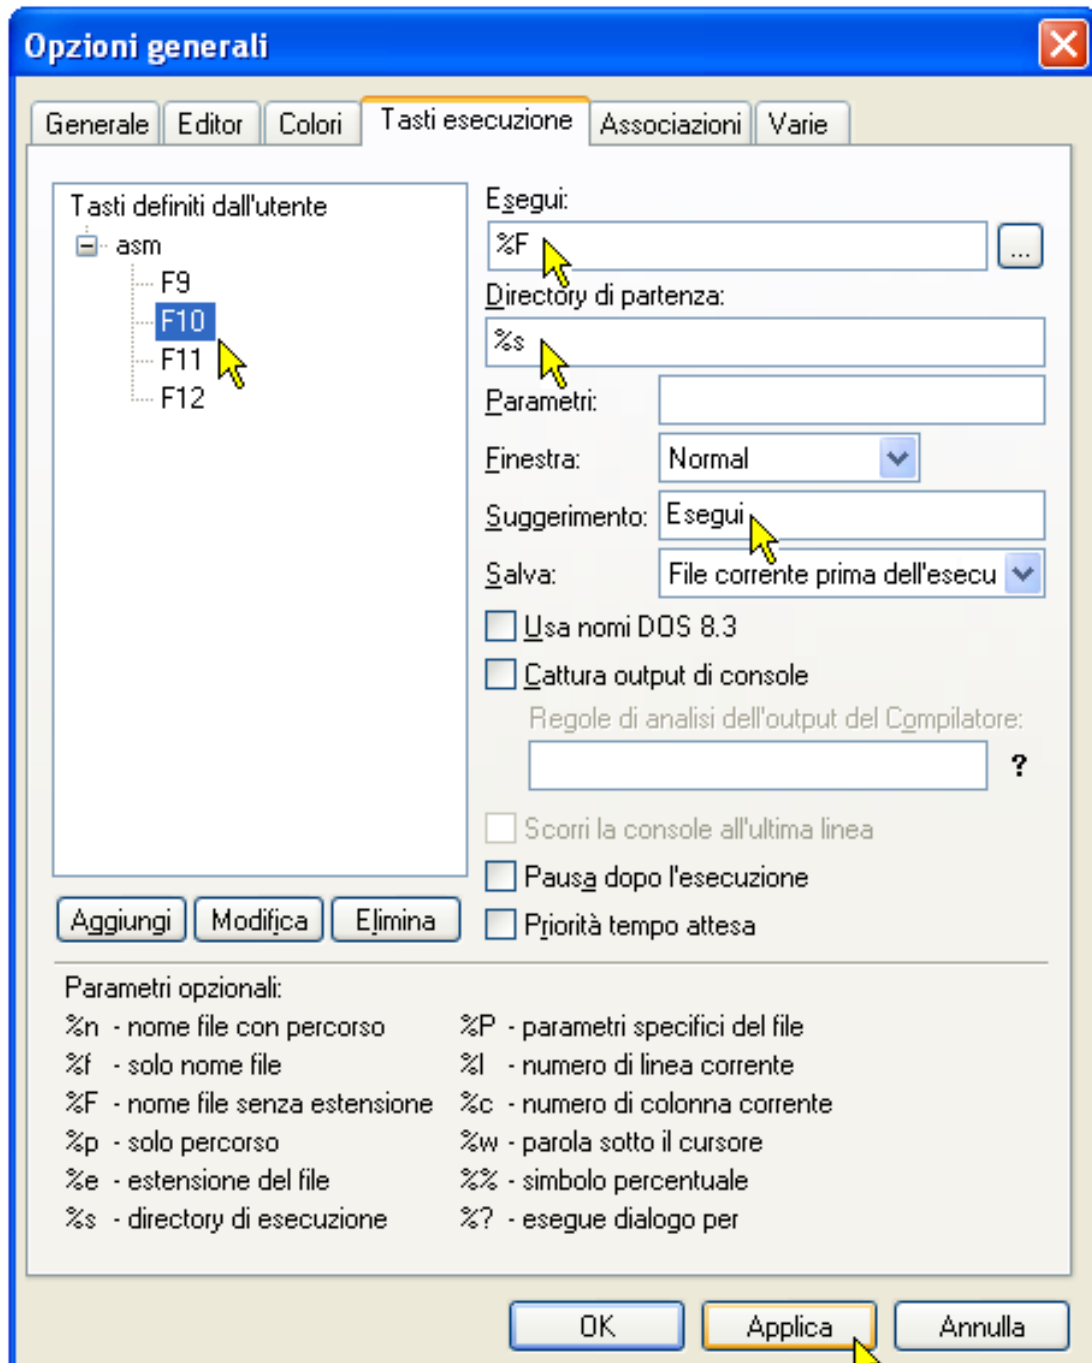 Opzioni generali
Generale Editor Colori Tasti esecuzione Associazioni Varie
Tasti definiti dall'utente
asm
F9
F10
F11
F12
Aggiungi Modifica Elimina
Esegui:
%F ...
Directory di partenza:
%s
Parametri:
Finestra: Normal
Suggerimento: Esegui
Salva: File corrente prima dell'esecu
Usa nomi DOS 8.3
Cattura output di console
Regole di analisi dell'output del Compilatore:
?
Scorri la console all'ultima linea
Pausa dopo l'esecuzione
Priorità tempo attesa
Parametri opzionali:
%n - nome file con percorso
%f - solo nome file
%F - nome file senza estensione
%p - solo percorso
%e - estensione del file
%s - directory di esecuzione
%P - parametri specifici del file
%l - numero di linea corrente
%c - numero di colonna corrente
%w - parola sotto il cursore
%% - simbolo percentuale
%? - esegue dialogo per
OK Applica Annulla